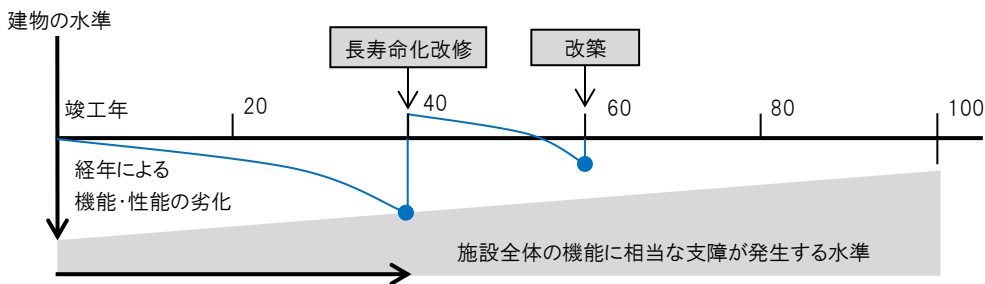 建物の水準
長寿命化改修
改築
竣工年
20
40
60
80
100
経年による
機能・性能の劣化
施設全体の機能に相当な支障が発生する水準